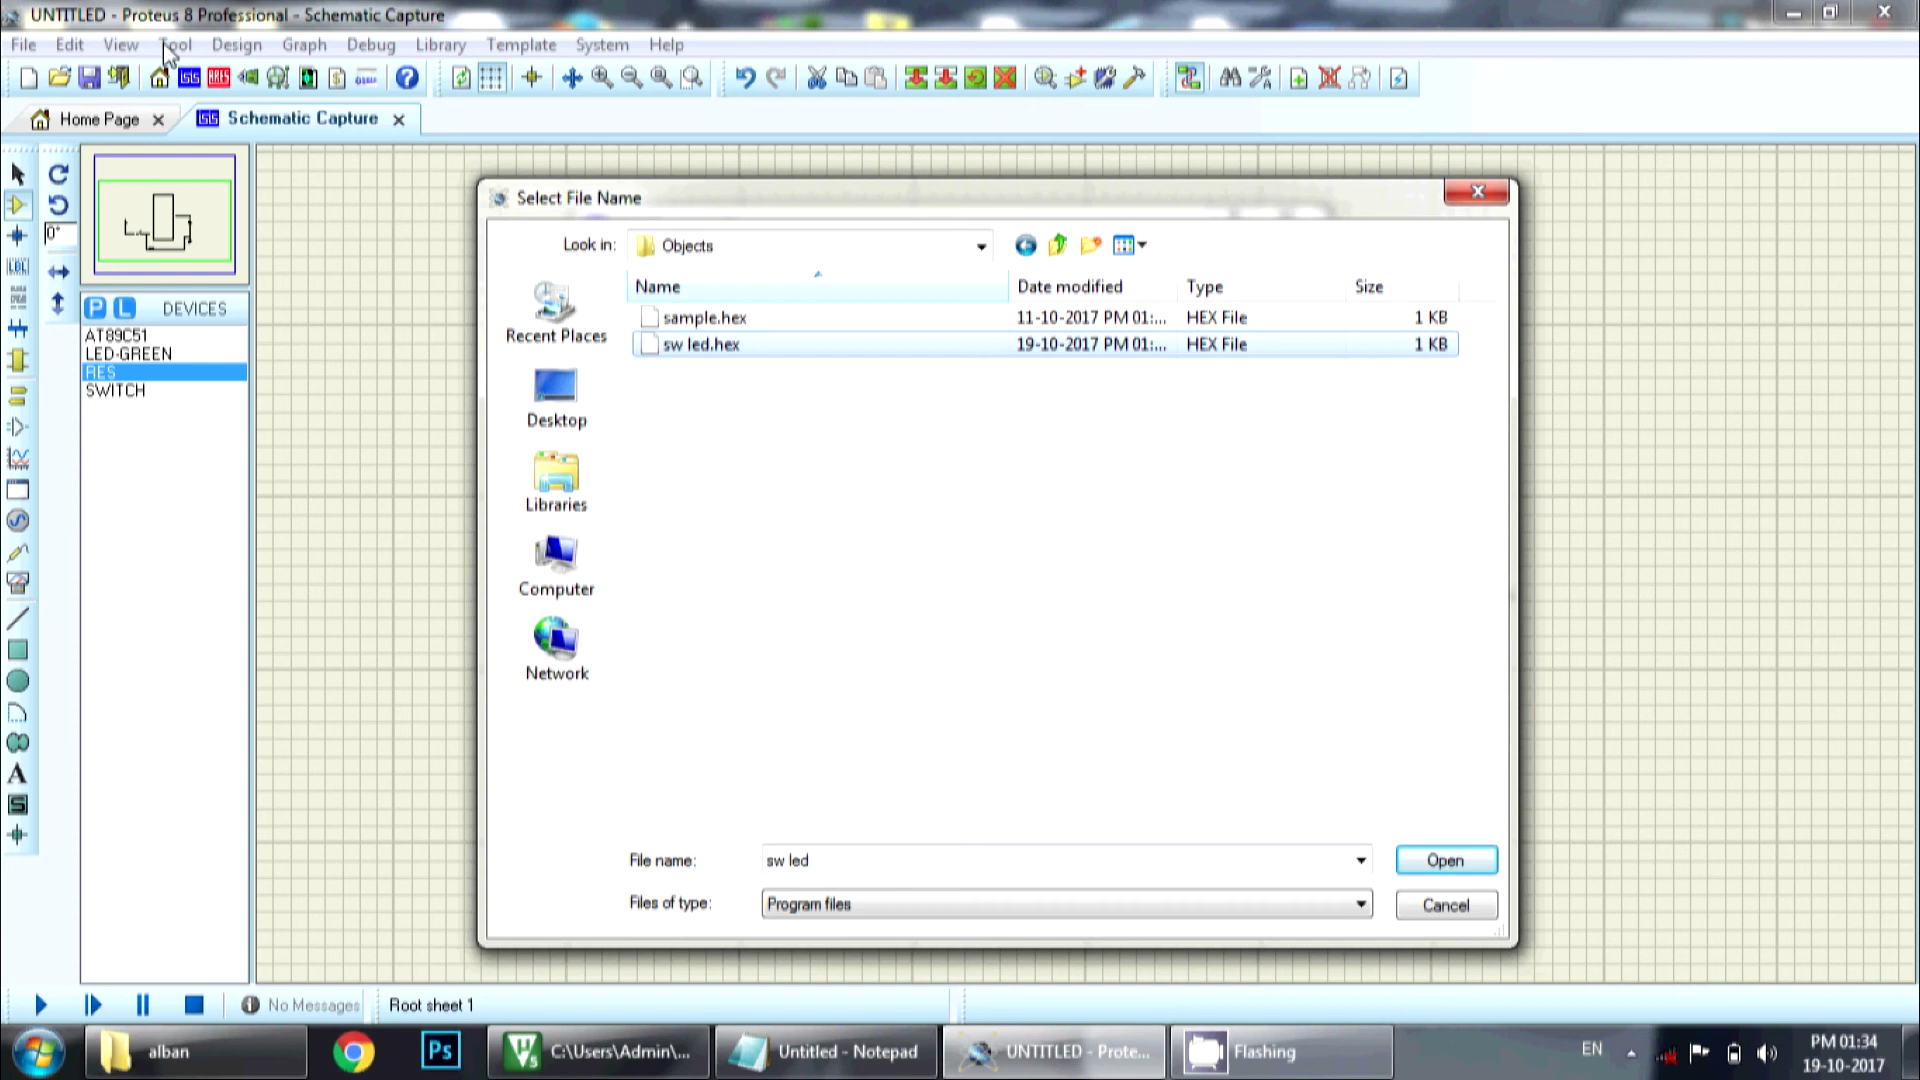 UNTITLED - Proteus 8 Professional - Schematic Capture
File Edit View Tool Design Graph Debug Library Template System Help
Home Page
Schematic Capture
0°
LBL
P L DEVICES
AT89C51
LED-GREEN
RES
SWITCH
Select File Name
Look in: Objects
Name Date modified Type Size
sample.hex 11-10-2017 PM 01:... HEX File 1 KB
sw led.hex 19-10-2017 PM 01:... HEX File 1 KB
Recent Places
Desktop
Libraries
Computer
Network
File name: sw led Open
Files of type: Program files Cancel
A
S
No Messages Root sheet 1
alban
Ps
C:\Users\Admin\...
Untitled - Notepad
UNTITLED - Prote...
Flashing
EN
PM 01:34
19-10-2017